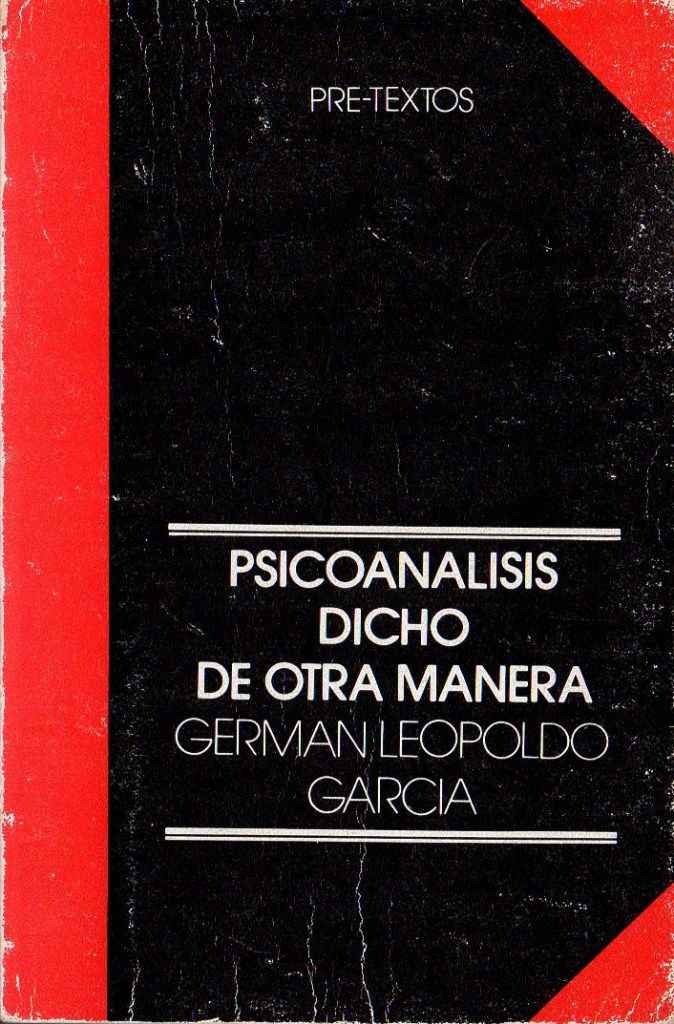 PRE-TEXTOS
PSICOANALISIS
DICHO
DE OTRA MANERA
GERMAN LEOPOLDO
GARCIA